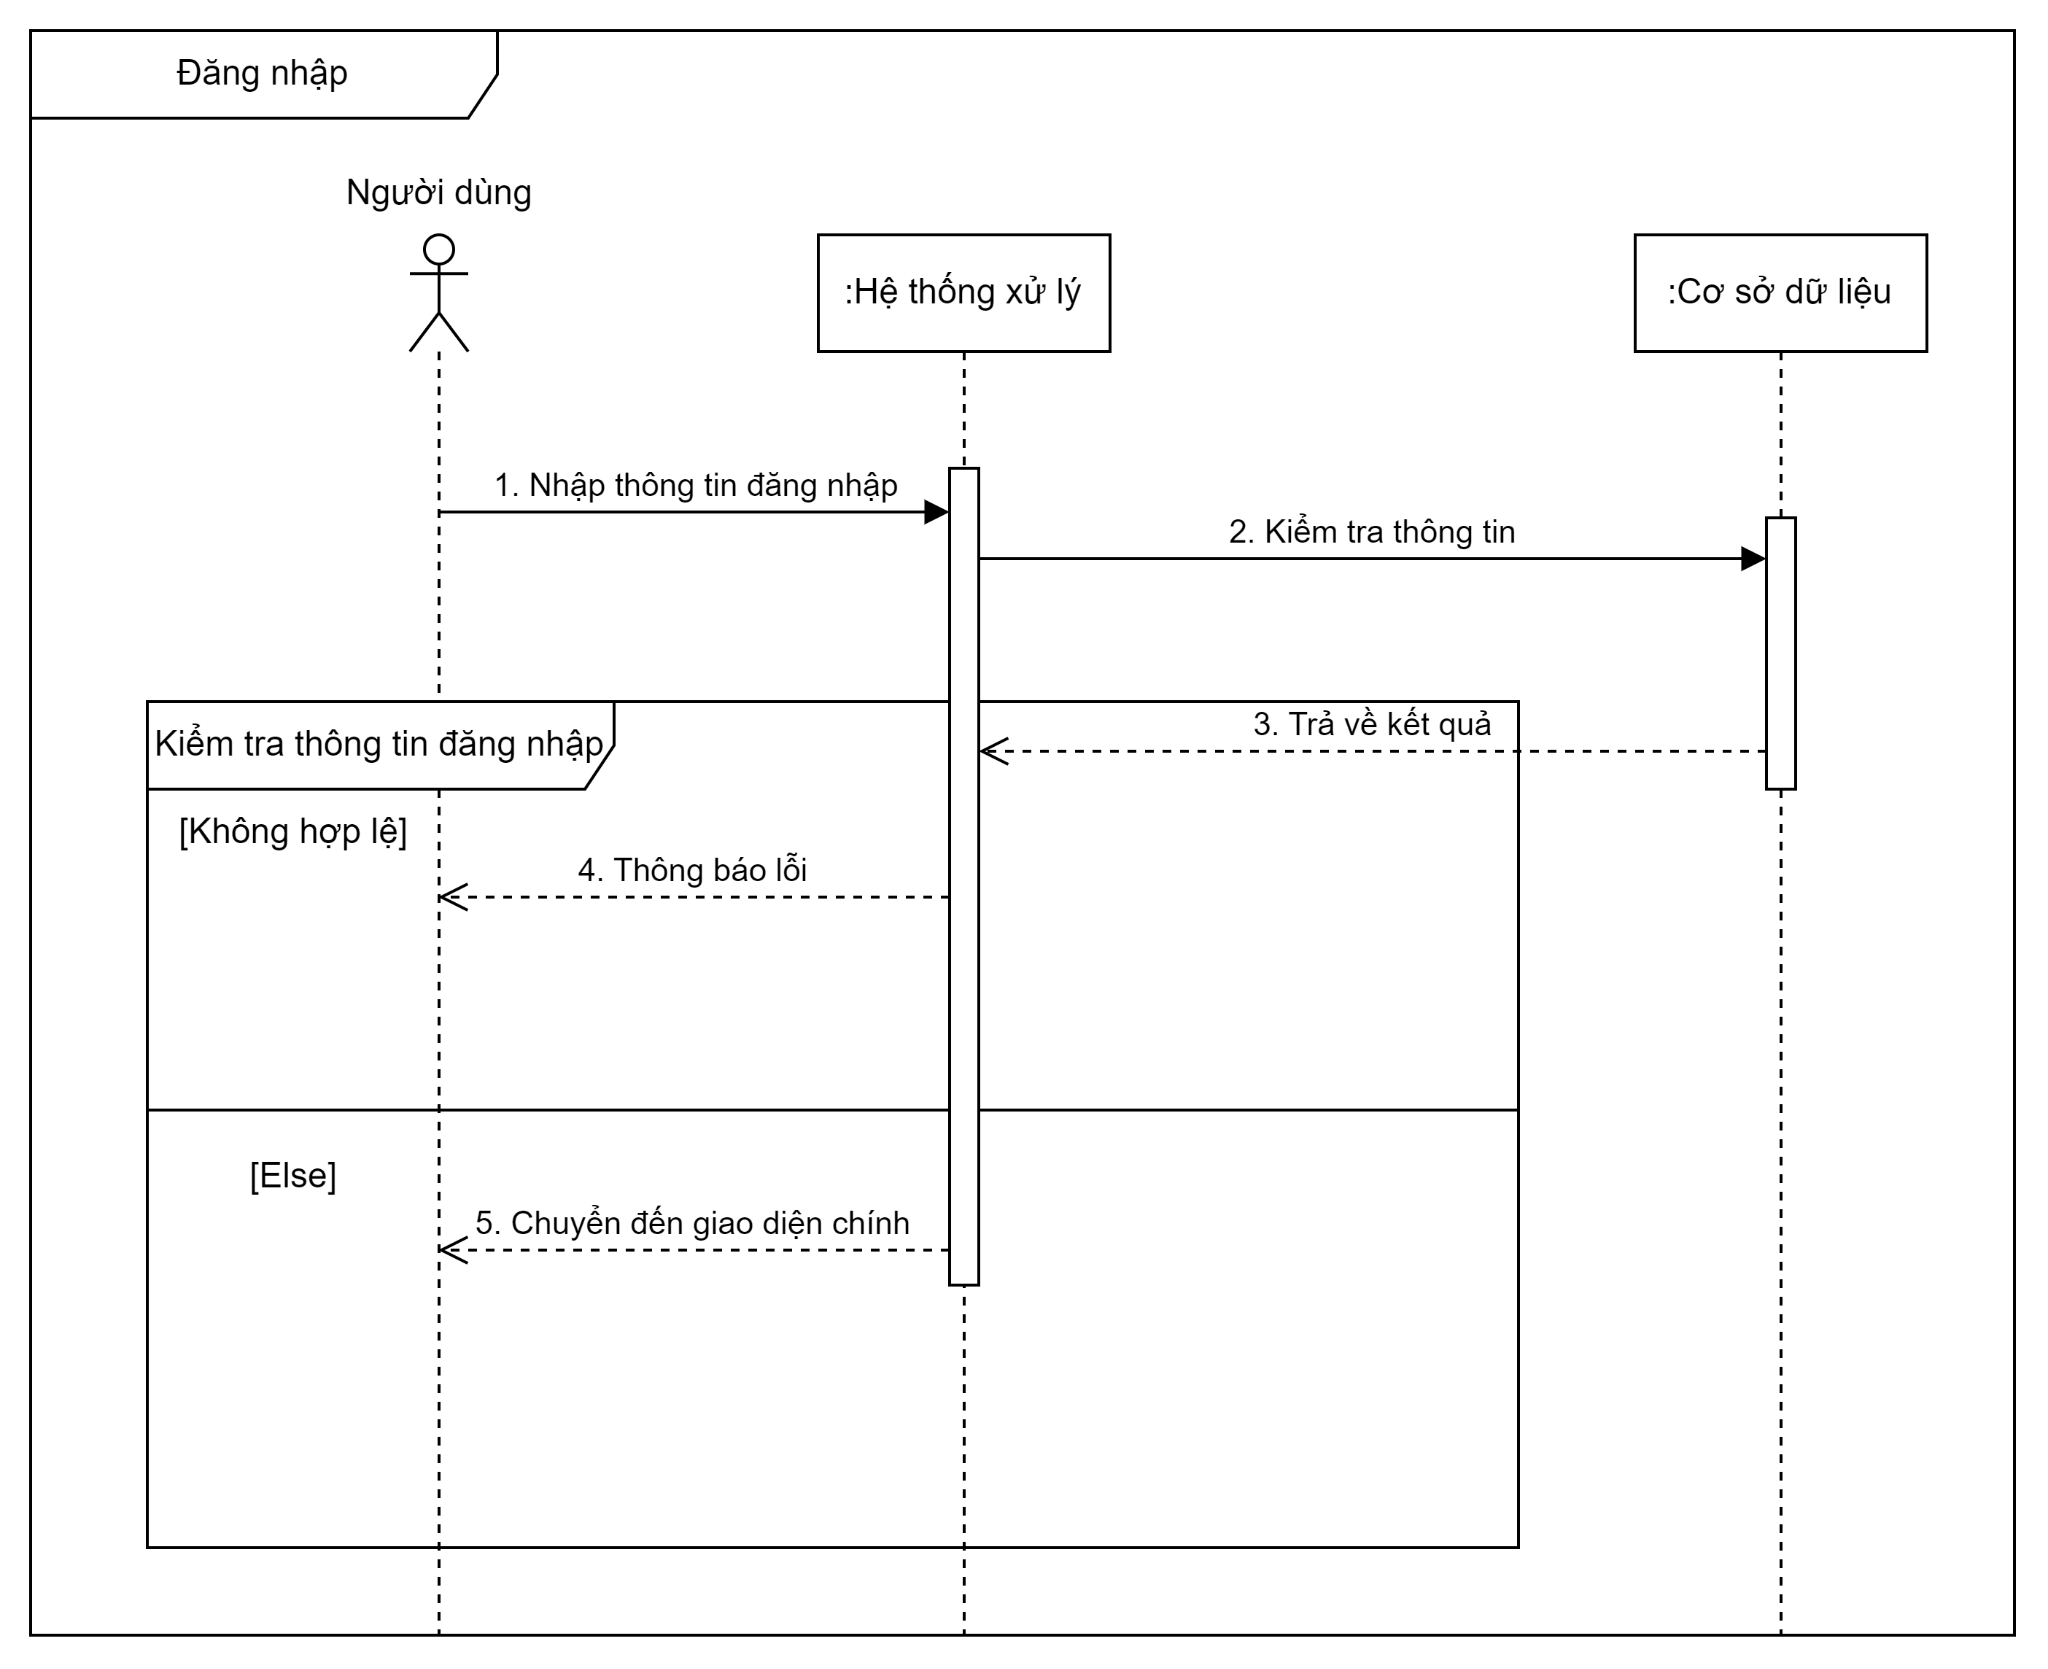 Đăng nhập
Người dùng
:Hệ thống xử lý
:Cơ sở dữ liệu
1. Nhập thông tin đăng nhập
2. Kiểm tra thông tin
3. Trả về kết quả
Kiểm tra thông tin đăng nhập
[Không hợp lệ]
4. Thông báo lỗi
[Else]
5. Chuyển đến giao diện chính